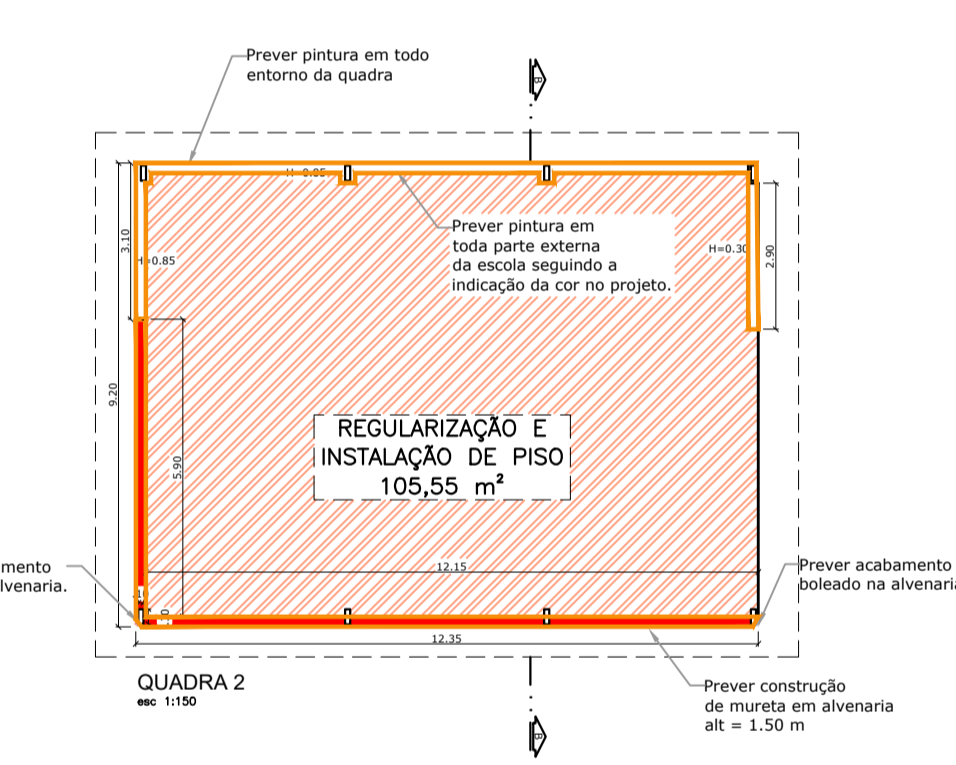 Prever pintura em todo
entorno da quadra
B
H=0.85
Prever pintura em
toda parte externa
da escola seguindo a
indicação da cor no projeto.
3.10
H=0.85
H=0.30
2.90
9.20
5.90
REGULARIZAÇÃO E
INSTALAÇÃO DE PISO
105,55 m²
12.15
mento
lvenaria.
Prever acabamento
boleado na alvenaria
12.35
QUADRA 2
esc 1:150
Prever construção
de mureta em alvenaria
alt = 1.50 m
B